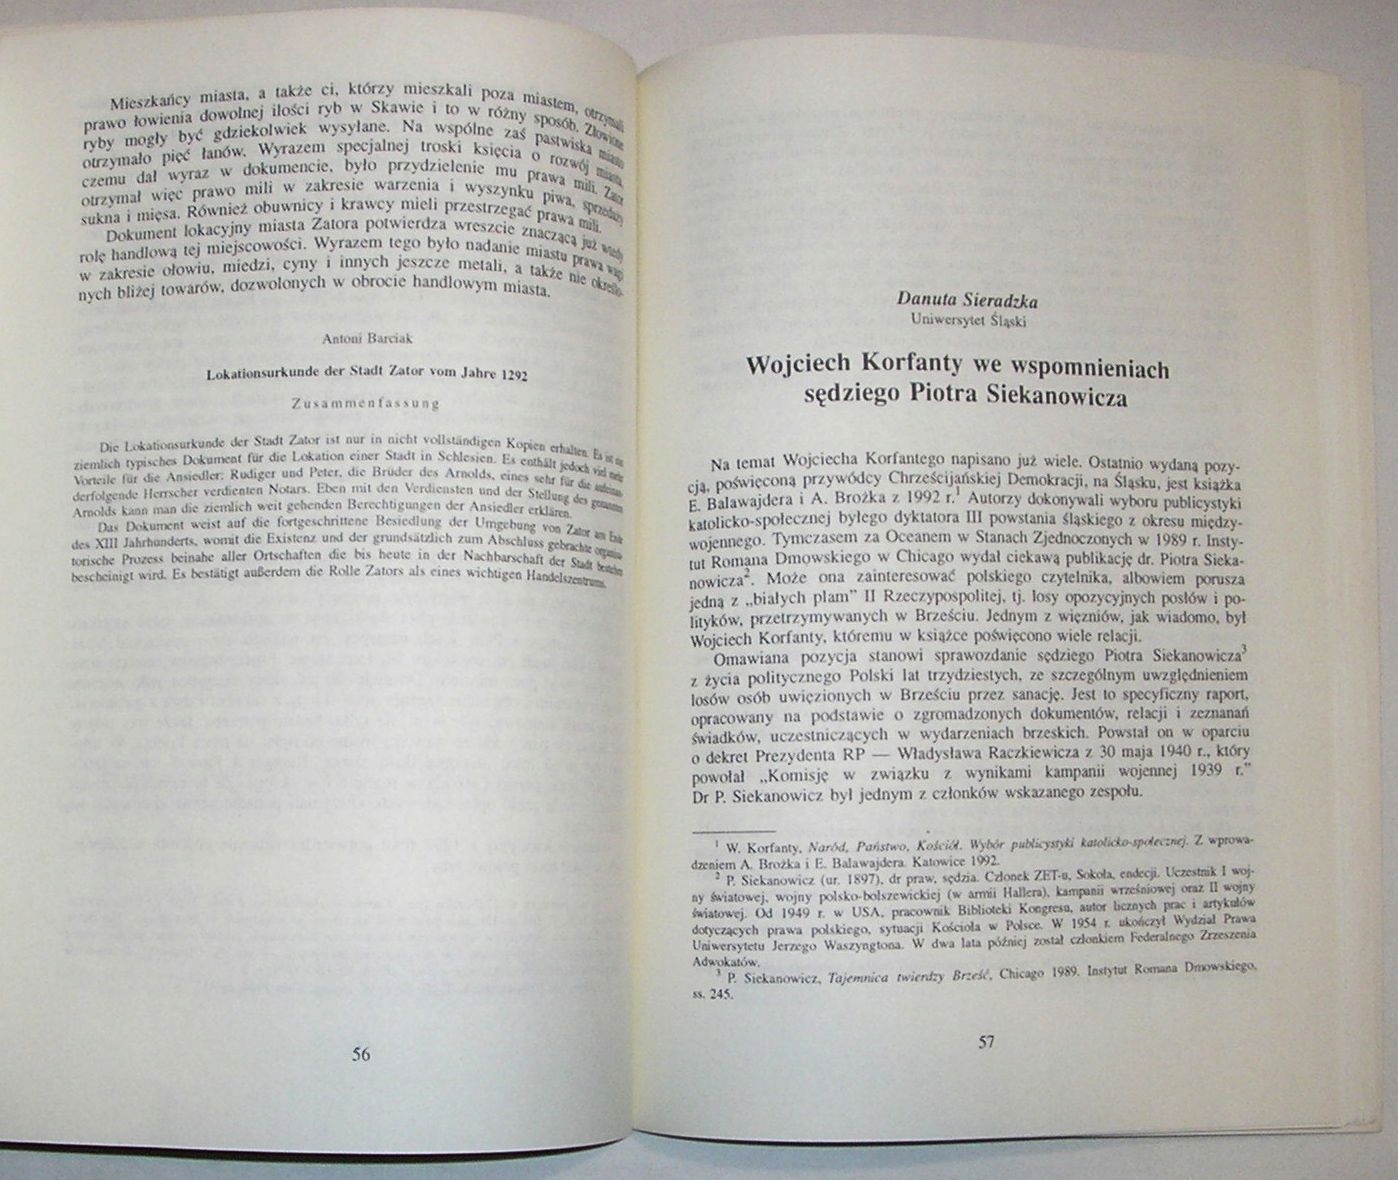 Mieszkańcy miasta, a także ci, którzy mieszkali poza miastem, otrzymali
prawo łowienia dowolnej ilości ryb w Skawie i to w różny sposób. Złowione
ryby mogły być gdziekolwiek wysyłane. Na wspólne zaś pastwiska miasto
otrzymało pięć łanów. Wyrazem specjalnej troski księcia o rozwój miasta,
czemu dał wyraz w dokumencie, było przydzielenie mu prawa mili. Zator
otrzymał więc prawo mili w zakresie warzenia i wyszynku piwa, sprzedaży
sukna i mięsa. Również obuwnicy i krawcy mieli przestrzegać prawa mili.
Dokument lokacyjny miasta Zatora potwierdza wreszcie znaczącą już wtedy
rolę handlową tej miejscowości. Wyrazem tego było nadanie miastu prawa wagi
w zakresie ołowiu, miedzi, cyny i innych jeszcze metali, a także nie określo-
nych bliżej towarów, dozwolonych w obrocie handlowym miasta.
Antoni Barciak
Lokationsurkunde der Stadt Zator vom Jahre 1292
Zusammenfassung
Die Lokationsurkunde der Stadt Zator ist nur in nicht vollständigen Kopien erhalten. Es ist ein
ziemlich typisches Dokument für die Lokation einer Stadt in Schlesien. Es enthält jedoch viel mehr
Vorteile für die Ansiedler: Rudiger und Peter, die Brüder des Arnolds, eines sehr für die aufeinan-
derfolgende Herrscher verdienten Notars. Eben mit den Verdiensten und der Stellung des genannten
Arnolds kann man die ziemlich weit gehenden Berechtigungen der Ansiedler erklären.
Das Dokument weist auf die fortgeschrittene Besiedlung der Umgebung von Zator am Ende
des XIII Jahrhunderts, womit die Existenz und der grundsätzlich zum Abschluss gebrachte organisa-
torische Prozess beinahe aller Ortschaften die bis heute in der Nachbarschaft der Stadt bestehen
bescheinigt wird. Es bestätigt außerdem die Rolle Zators als eines wichtigen Handelszentrums.
56
Danuta Sieradzka
Uniwersytet Śląski
Wojciech Korfanty we wspomnieniach
sędziego Piotra Siekanowicza
Na temat Wojciecha Korfantego napisano już wiele. Ostatnio wydaną pozy-
cją, poświęconą przywódcy Chrześcijańskiej Demokracji, na Śląsku, jest książka
E. Balawajdera i A. Brożka z 1992 r.¹ Autorzy dokonywali wyboru publicystyki
katolicko-społecznej byłego dyktatora III powstania śląskiego z okresu między-
wojennego. Tymczasem za Oceanem w Stanach Zjednoczonych w 1989 r. Insty-
tut Romana Dmowskiego w Chicago wydał ciekawą publikację dr. Piotra Sieka-
nowicza². Może ona zainteresować polskiego czytelnika, albowiem porusza
jedną z „białych plam” II Rzeczypospolitej, tj. losy opozycyjnych posłów i po-
lityków, przetrzymywanych w Brześciu. Jednym z więzniów, jak wiadomo, był
Wojciech Korfanty, któremu w książce poświęcono wiele relacji.
Omawiana pozycja stanowi sprawozdanie sędziego Piotra Siekanowicza³
z życia politycznego Polski lat trzydziestych, ze szczególnym uwzględnieniem
losów osób uwięzionych w Brześciu przez sanację. Jest to specyficzny raport,
opracowany na podstawie o zgromadzonych dokumentów, relacji i zeznanań
świadków, uczestniczących w wydarzeniach brzeskich. Powstał on w oparciu
o dekret Prezydenta RP — Władysława Raczkiewicza z 30 maja 1940 r., który
powołał „Komisję w związku z wynikami kampanii wojennej 1939 r.”
Dr P. Siekanowicz był jednym z członków wskazanego zespołu.
¹ W. Korfanty, Naród, Państwo, Kościół. Wybór publicystyki katolicko-społecznej. Z wprowa-
dzeniem A. Brożka i E. Balawajdera. Katowice 1992.
² P. Siekanowicz (ur. 1897), dr praw, sędzia. Członek ZET-u, Sokoła, endecji. Uczestnik I woj-
ny światowej, wojny polsko-bolszewickiej (w armii Hallera), kampanii wrześniowej oraz II wojny
światowej. Od 1949 r. w USA, pracownik Biblioteki Kongresu, autor licznych prac i artykułów
dotyczących prawa polskiego, sytuacji Kościoła w Polsce. W 1954 r. ukończył Wydział Prawa
Uniwersytetu Jerzego Waszyngtona. W dwa lata później został członkiem Federalnego Zrzeszenia
Adwokatów.
³ P. Siekanowicz, Tajemnica twierdzy Brześć, Chicago 1989. Instytut Romana Dmowskiego,
ss. 245.
57